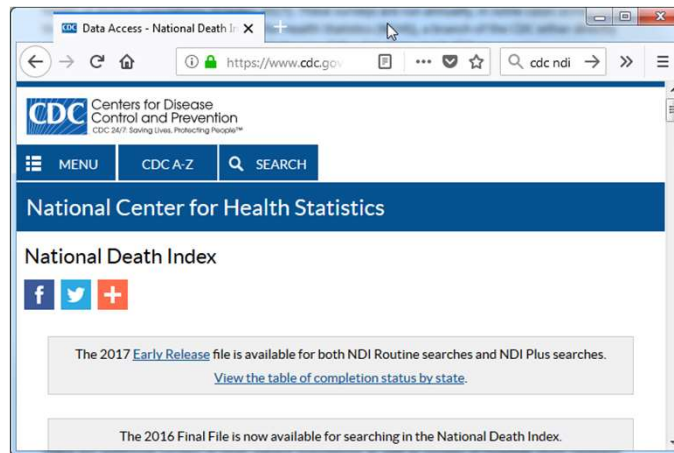 Data Access - National Death In
https://www.cdc.gov
cdc ndi
CDC
Centers for Disease
Control and Prevention
CDC 24/7: Saving Lives. Protecting People™
MENU
CDC A-Z
SEARCH
National Center for Health Statistics
National Death Index
The 2017 Early Release file is available for both NDI Routine searches and NDI Plus searches.
View the table of completion status by state.
The 2016 Final File is now available for searching in the National Death Index.